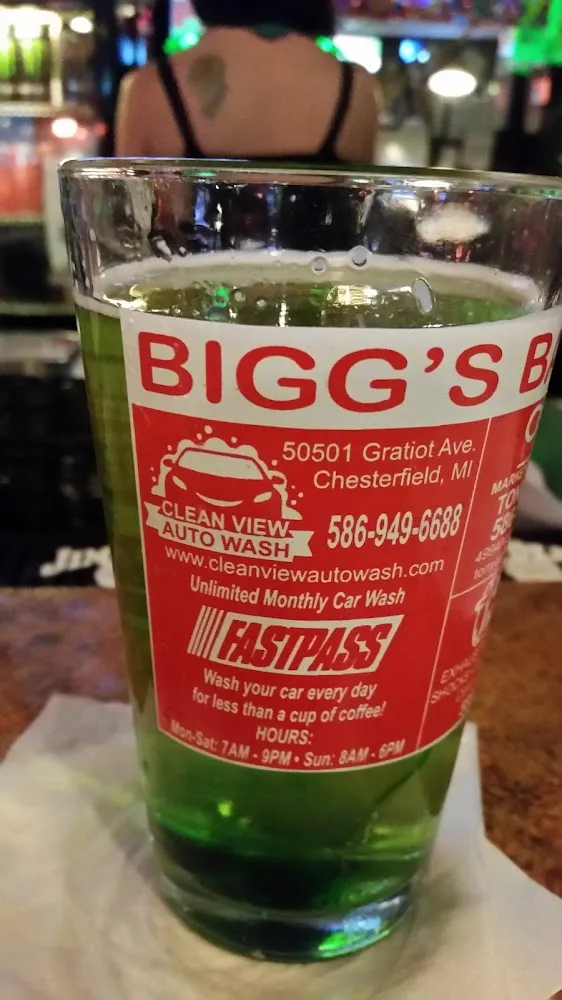 BIGG'S
50501 Gratiot Ave.
Chesterfield, MI
CLEAN VIEW
AUTO WASH
586-949-6688
www.cleanviewautowash.com
Unlimited Monthly Car Wash
FASTPASS
Wash your car every day
for less than a cup of coffee!
HOURS:
Mon-Sat: 7AM - 9PM • Sun: 8AM - 6PM